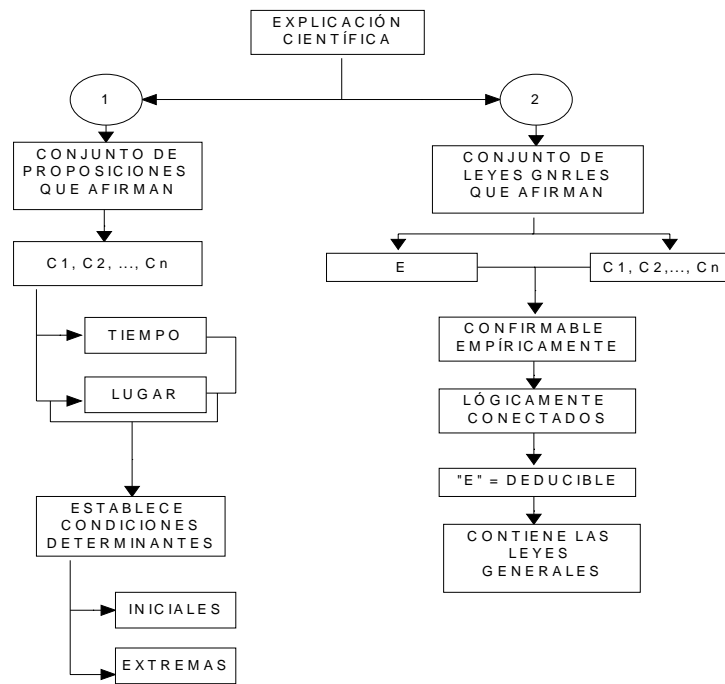 EXPLICACIÓN
CIENTÍFICA
1
2
CONJUNTO DE
PROPOSICIONES
QUE AFIRMAN
C1, C2, ..., Cn
TIEMPO
LUGAR
ESTABLECE
CONDICIONES
DETERMINANTES
INICIALES
EXTREMAS
CONJUNTO DE
LEYES GNRLES
QUE AFIRMAN
E
C1, C2,..., Cn
CONFIRMABLE
EMPÍRICAMENTE
LÓGICAMENTE
CONECTADOS
"E" = DEDUCIBLE
CONTIENE LAS
LEYES
GENERALES